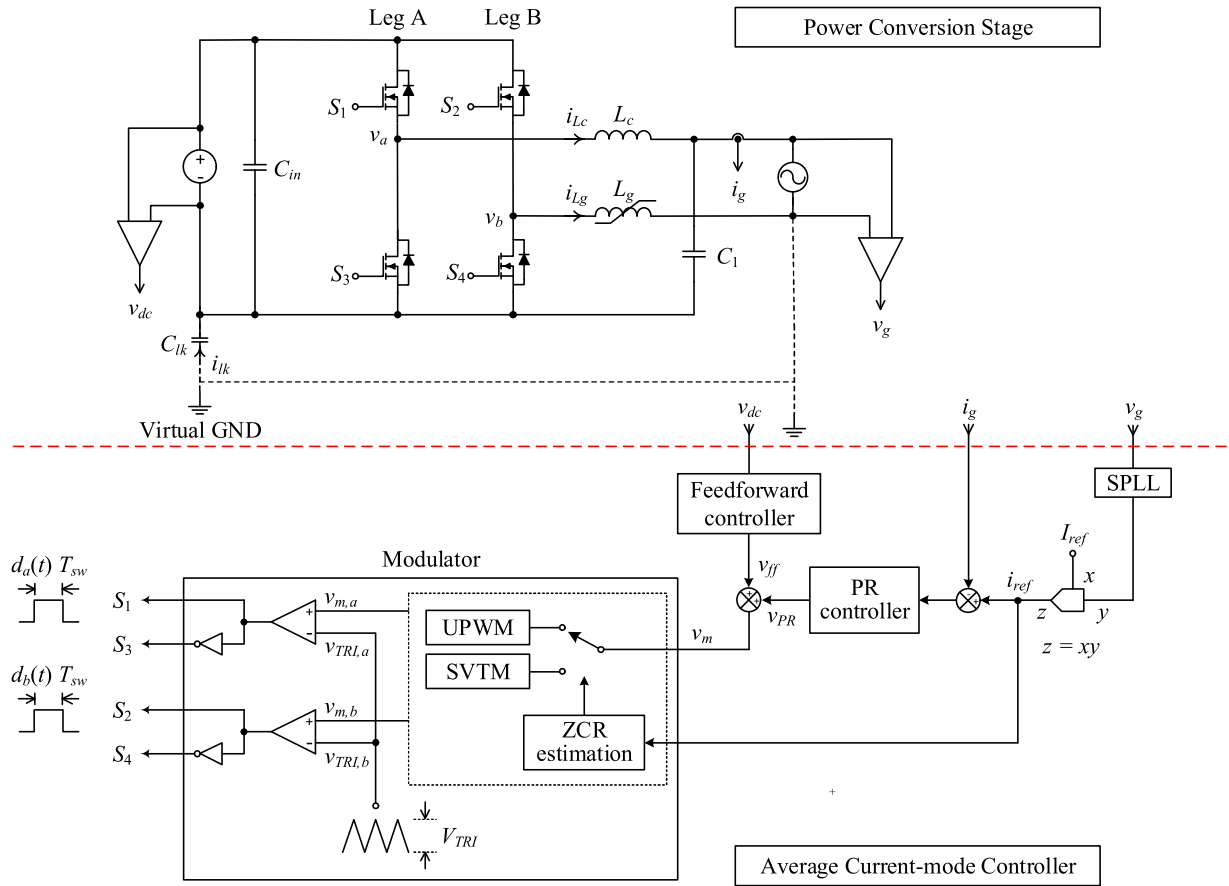 Leg A
Leg B
Power Conversion Stage
S1
S2
va
iLc
Lc
+
-
Cin
ig
iLg
Lg
vb
S3
S4
C1
vdc
vg
Clk
ilk
Virtual GND
vdc
ig
vg
Feedforward
controller
SPLL
Iref
Modulator
da(t) Tsw
vff
PR
controller
iref
x
S1
vm,a
UPWM
+
+
vPR
-
+
z
y
vm
z = xy
S3
vTRI,a
+
-
SVTM
db(t) Tsw
S2
vm,b
ZCR
estimation
+
-
S4
vTRI,b
+
VTRI
Average Current-mode Controller